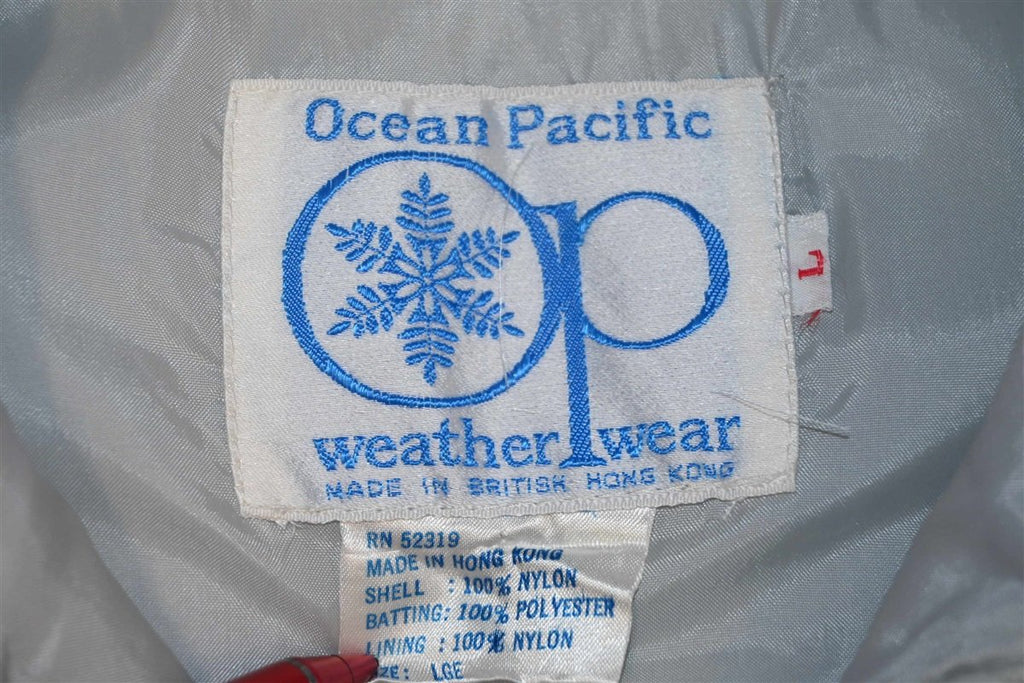 Ocean Pacific
op
weather wear
MADE IN BRITISH HONG KONG
L
RN 52319
MADE IN HONG KONG
SHELL : 100% NYLON
BATTING: 100% POLYESTER
LINING : 100% NYLON
SIZE: LGE